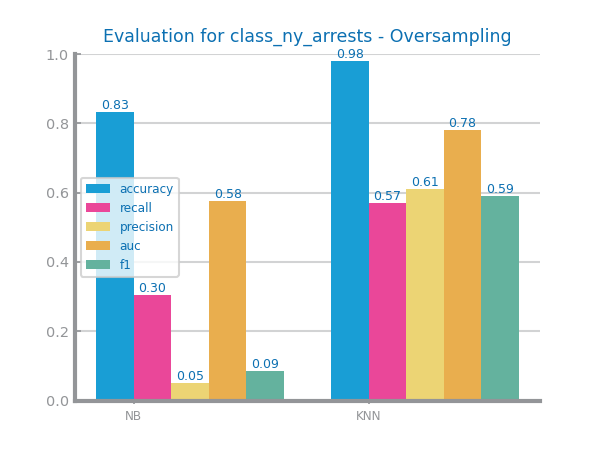 Evaluation for class_ny_arrests - Oversampling
1.0
0.8
0.6
0.4
0.2
0.0
0.83
0.30
0.05
0.58
0.09
0.98
0.57
0.61
0.78
0.59
accuracy
recall
precision
auc
f1
NB
KNN